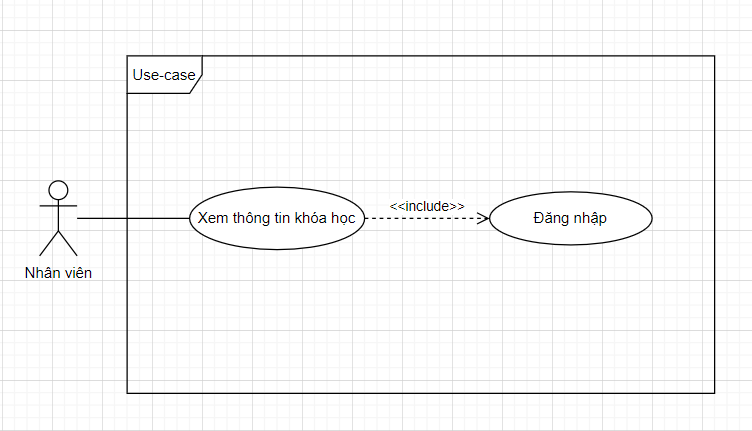 Use-case
Xem thông tin khóa học
<<include>>
Đăng nhập
Nhân viên